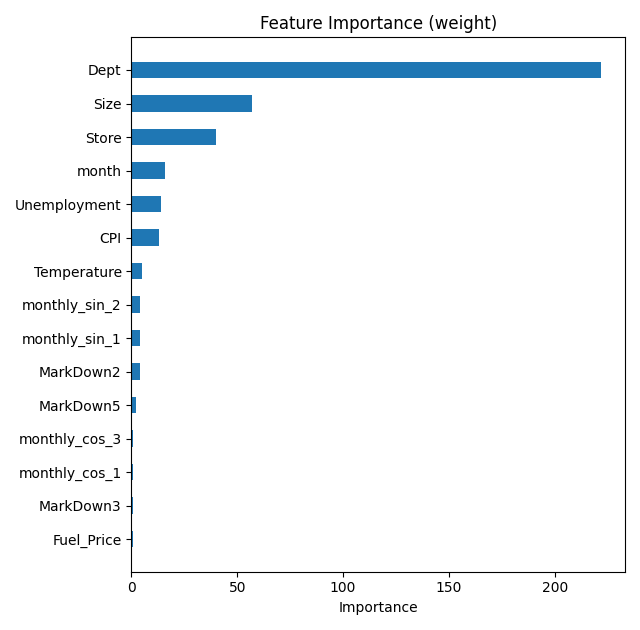 Feature Importance (weight)
Dept
Size
Store
month
Unemployment
CPI
Temperature
monthly_sin_2
monthly_sin_1
MarkDown2
MarkDown5
monthly_cos_3
monthly_cos_1
MarkDown3
Fuel_Price
0 50 100 150 200
Importance